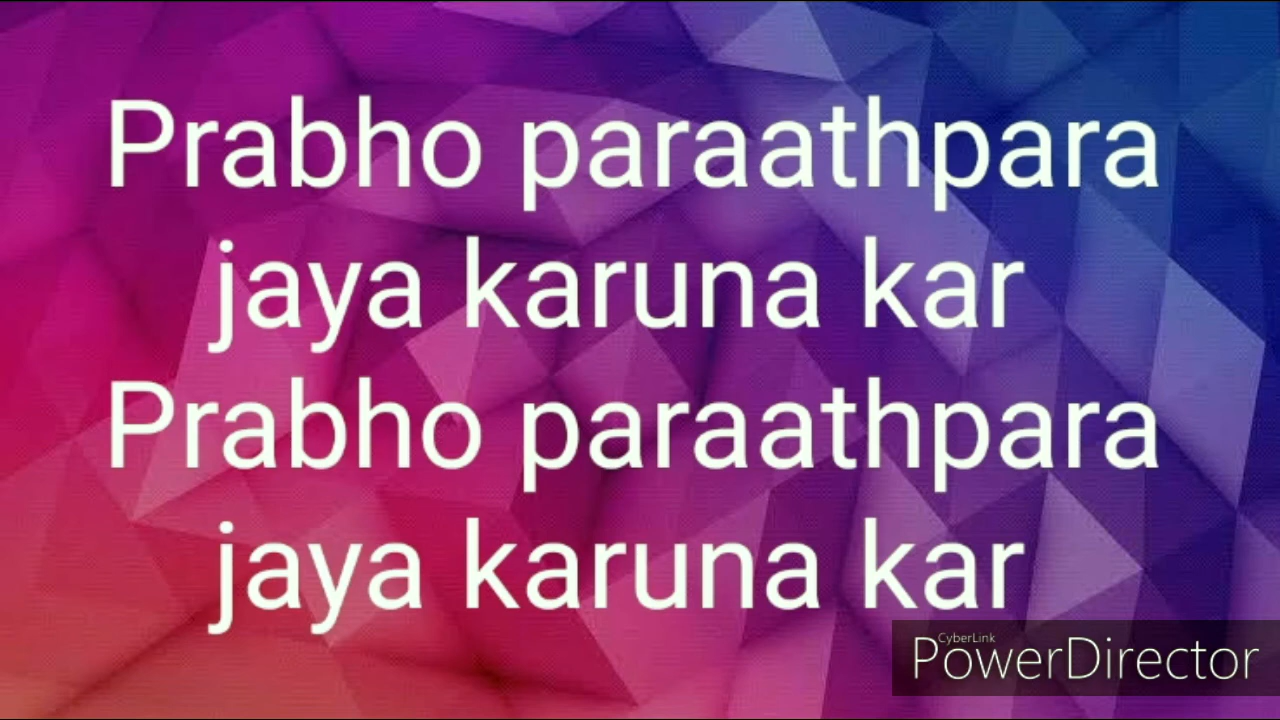 Prabho paraathpara
jaya karuna kar
Prabho paraathpara
jaya karuna kar
CyberLink
PowerDirector